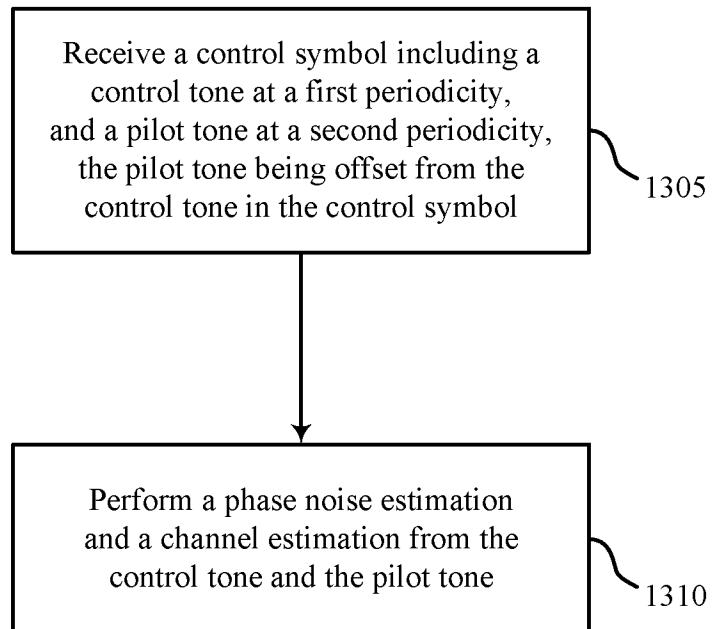 Receive a control symbol including a
control tone at a first periodicity,
and a pilot tone at a second periodicity,
the pilot tone being offset from the
control tone in the control symbol
1305
Perform a phase noise estimation
and a channel estimation from the
control tone and the pilot tone
1310